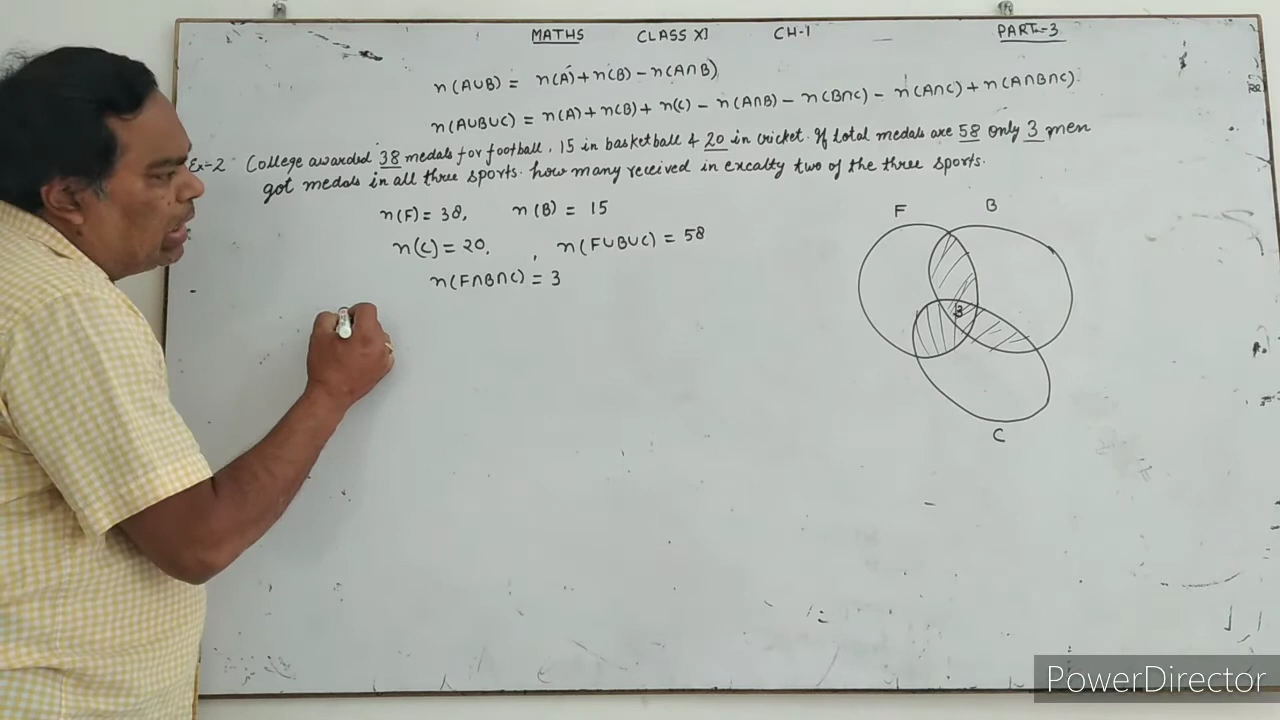 MATHS CLASS XI CH-1 PART-3
n(A∪B) = n(A)+n(B)-n(A∩B)
n(A∪B∪C) = n(A)+n(B)+n(C)-n(A∩B)-n(B∩C)-n(A∩C)+n(A∩B∩C)
Ex-2 College awarded 38 medals for football, 15 in basketball & 20 in cricket. If total medals are 58 only 3 men
got medals in all three sports. how many received in excalty two of the three sports.
n(F) = 38, n(B) = 15
n(C) = 20, n(F∪B∪C) = 58
n(F∩B∩C) = 3
F B
3
C
PowerDirector